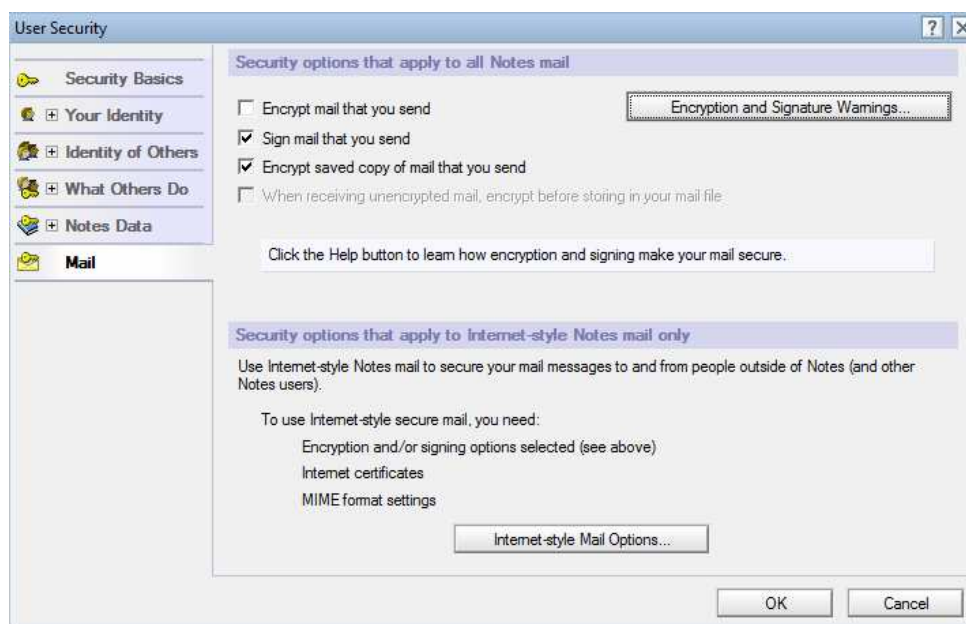 User Security
Security Basics
Your Identity
Identity of Others
What Others Do
Notes Data
Mail
Security options that apply to all Notes mail
Encrypt mail that you send
Encryption and Signature Warnings...
Sign mail that you send
Encrypt saved copy of mail that you send
When receiving unencrypted mail, encrypt before storing in your mail file
Click the Help button to learn how encryption and signing make your mail secure.
Security options that apply to Internet-style Notes mail only
Use Internet-style Notes mail to secure your mail messages to and from people outside of Notes (and other
Notes users).
To use Internet-style secure mail, you need:
Encryption and/or signing options selected (see above)
Internet certificates
MIME format settings
Internet-style Mail Options...
OK
Cancel